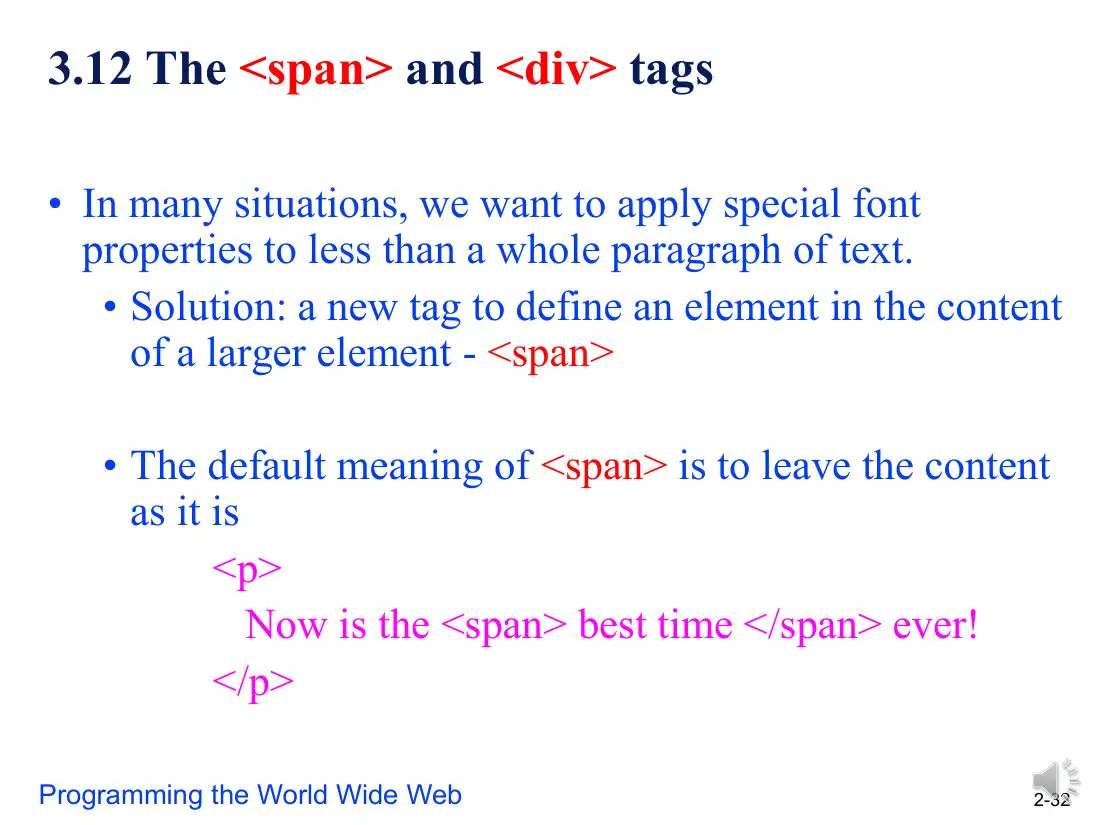 3.12 The <span> and <div> tags
• In many situations, we want to apply special font
properties to less than a whole paragraph of text.
• Solution: a new tag to define an element in the content
of a larger element - <span>
• The default meaning of <span> is to leave the content
as it is
<p>
Now is the <span> best time </span> ever!
</p>
Programming the World Wide Web
2-32